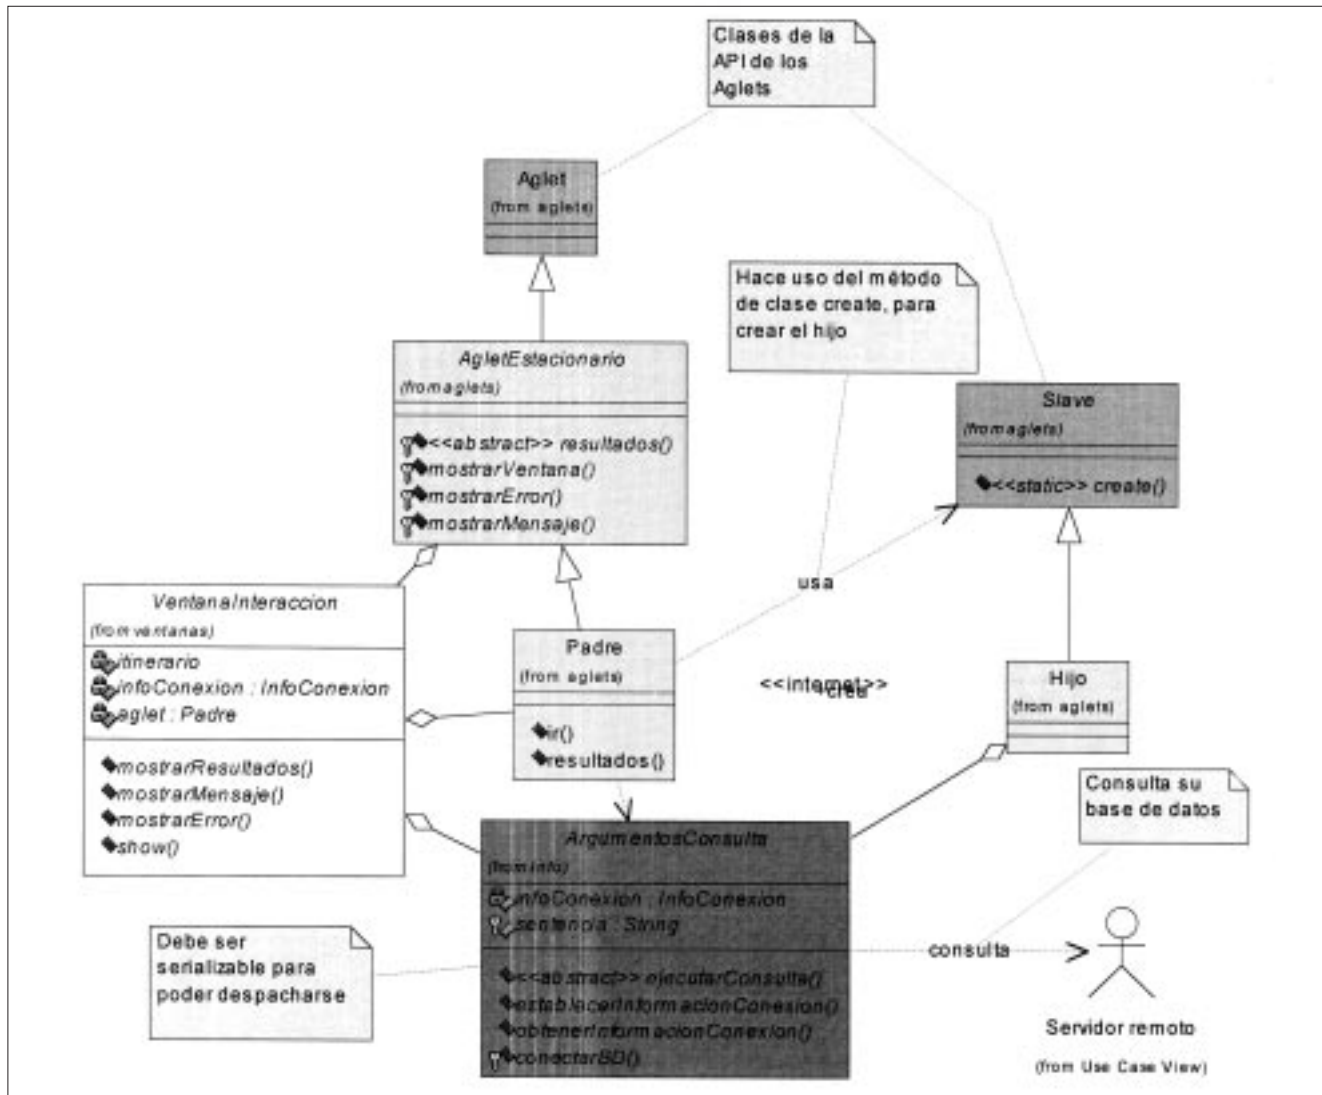 Clases de la
API de los
Aglets
Aglet
(from aglets)
Hace uso del método
de clase create, para
crear el hijo
AgletEstacionario
(from aglets)
<<abstract>> resultados()
mostrarVentana()
mostrarError()
mostrarMensaje()
Slave
(from aglets)
<<static>> create()
usa
VentanaInteraccion
(from ventanas)
itinerario
infoConexion : InfoConexion
aglet : Padre
mostrarResultados()
mostrarMensaje()
mostrarError()
show()
Padre
(from aglets)
ir()
resultados()
<<internet>>
crea
Hijo
(from aglets)
Consulta su
base de datos
ArgumentosConsulta
(from info)
infoConexion : InfoConexion
sentencia : String
<<abstract>> ejecutarConsulta()
establecerInformacionConexion()
obtenerInformacionConexion()
conectarBD()
Debe ser
serializable para
poder despacharse
consulta
Servidor remoto
(from Use Case View)